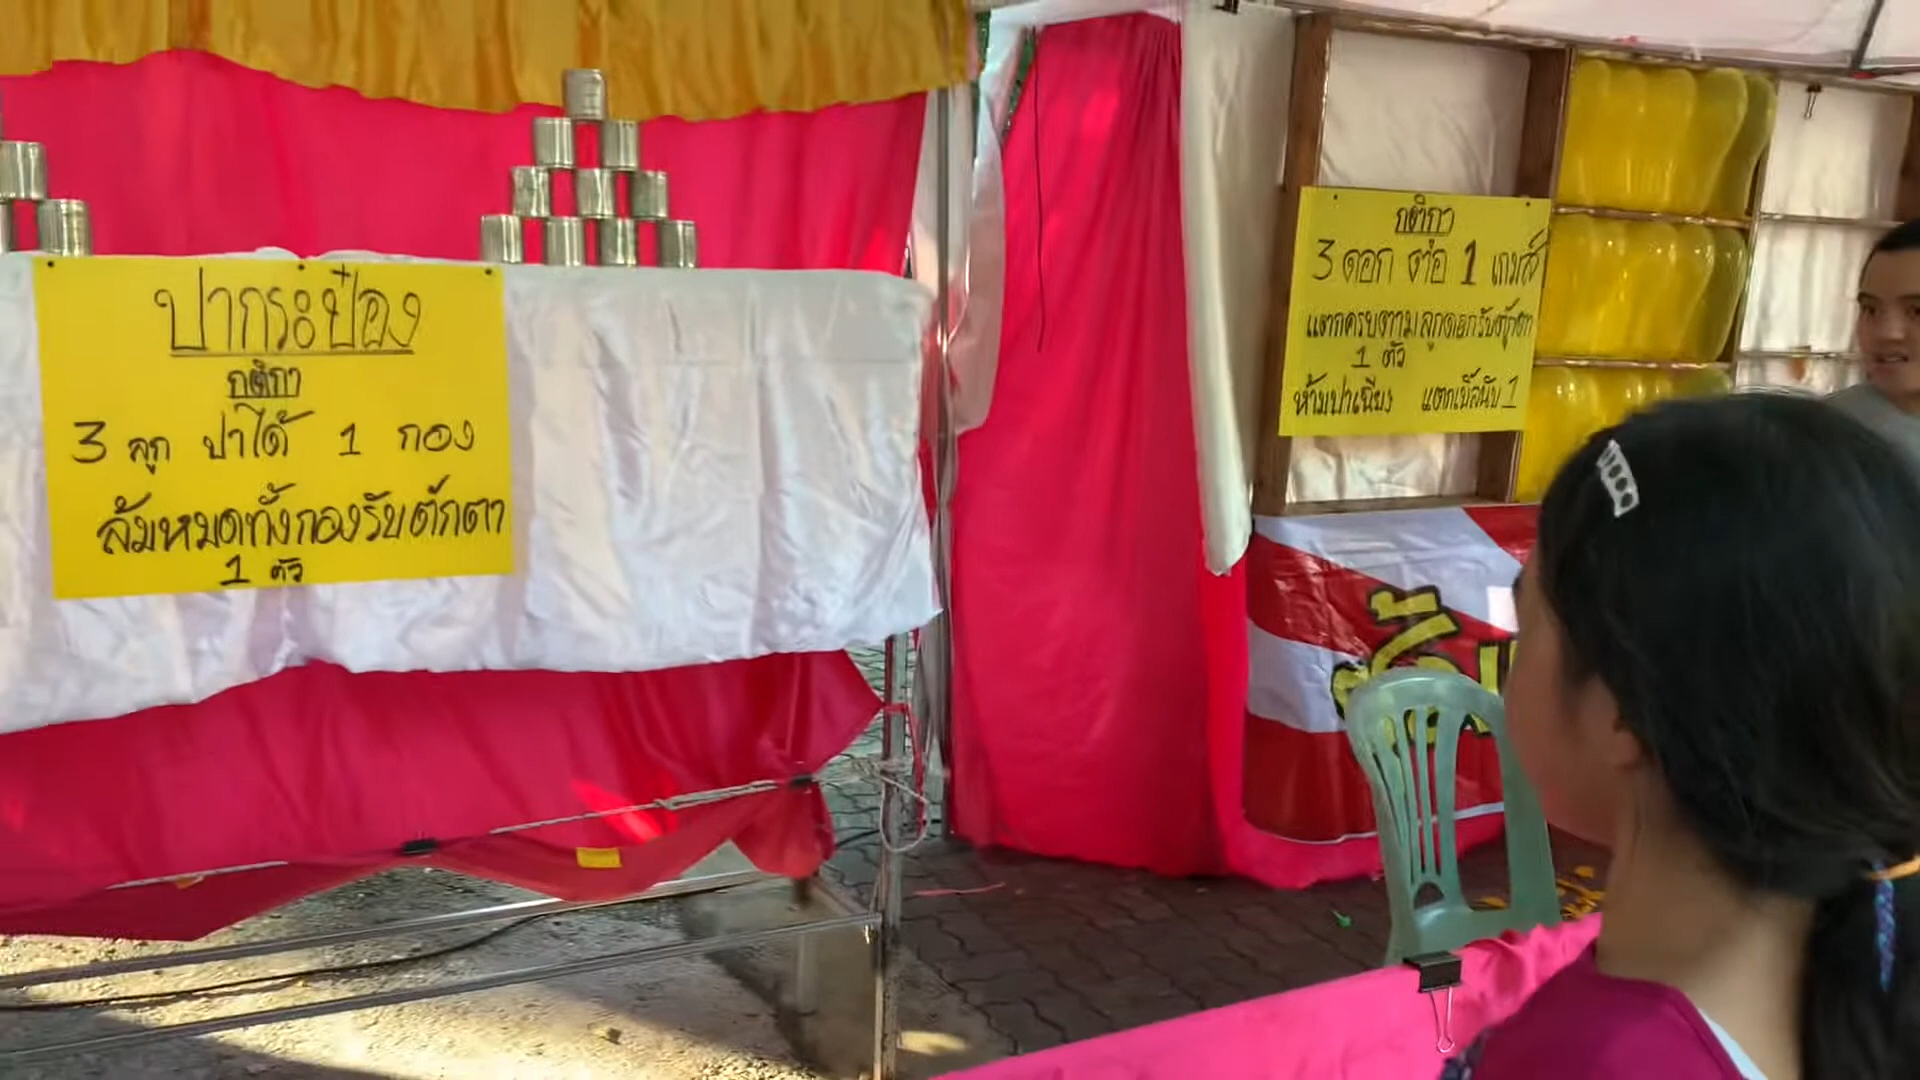 ปากระป๋อง
กติกา
3 ลูก ปาได้ 1 กอง
ล้มหมดทั้งกองรับตุ๊กตา
1 ตัว
กติกา
3 ดอก ต่อ 1 เกมส์
แตกครบตามลูกดอกรับตุ๊กตา
1 ตัว
ห้ามปาเฉียง แตกเบิ้ลนับ 1